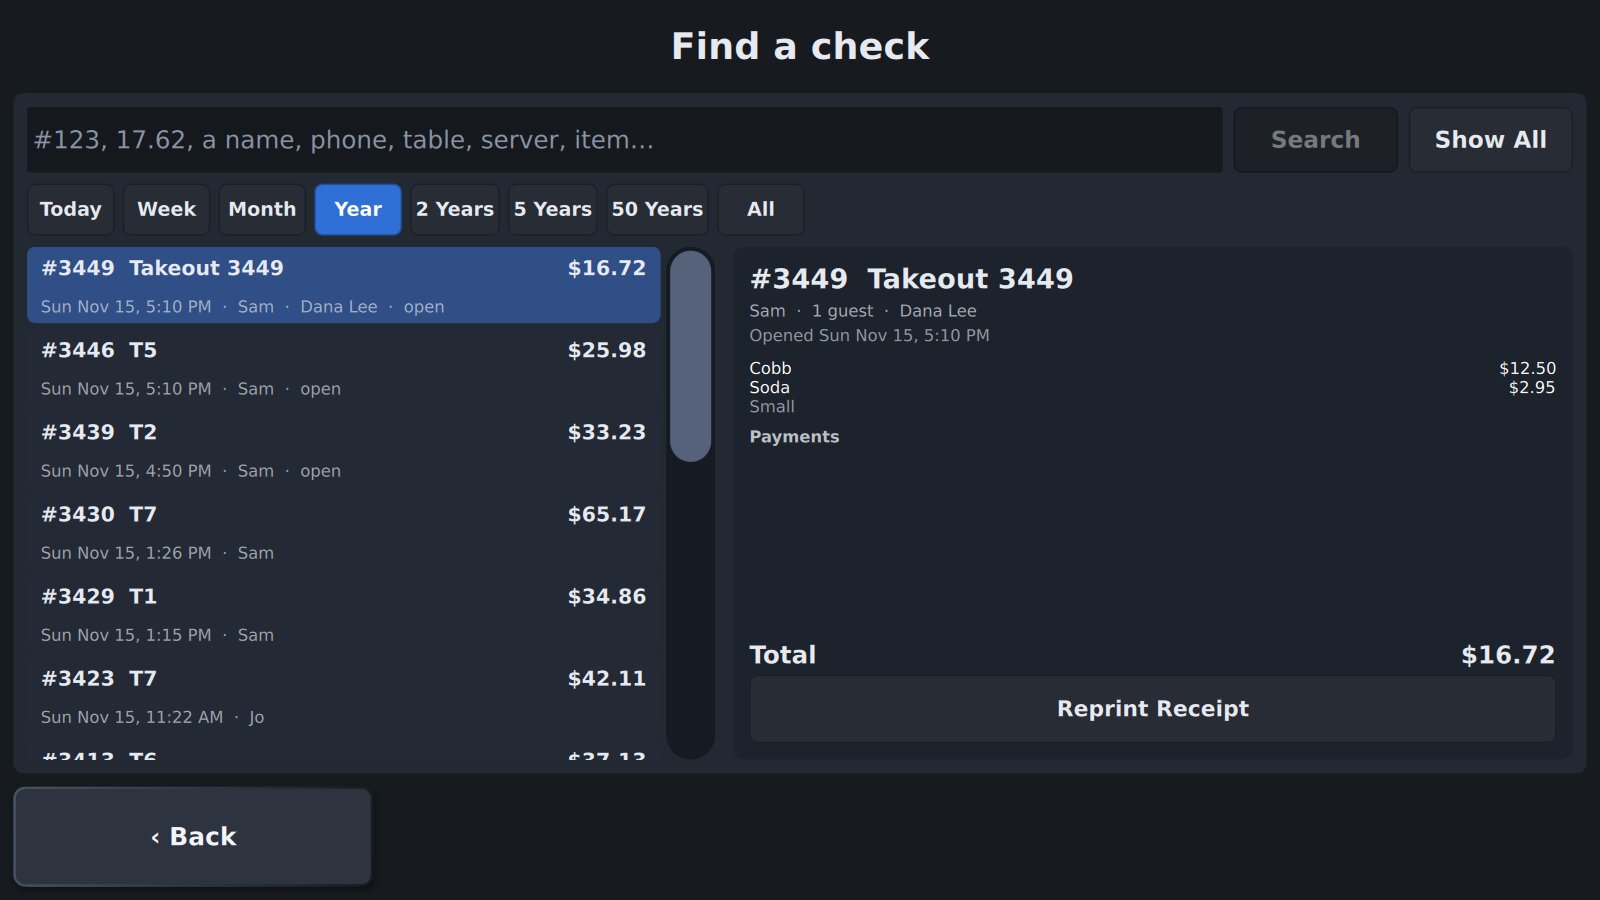 Find a check
#123, 17.62, a name, phone, table, server, item...
Search
Show All
Today
Week
Month
Year
2 Years
5 Years
50 Years
All
#3449 Takeout 3449 $16.72
Sun Nov 15, 5:10 PM · Sam · Dana Lee · open
#3446 T5 $25.98
Sun Nov 15, 5:10 PM · Sam · open
#3439 T2 $33.23
Sun Nov 15, 4:50 PM · Sam · open
#3430 T7 $65.17
Sun Nov 15, 1:26 PM · Sam
#3429 T1 $34.86
Sun Nov 15, 1:15 PM · Sam
#3423 T7 $42.11
Sun Nov 15, 11:22 AM · Jo
#3413 T6 $37.13
#3449 Takeout 3449
Sam · 1 guest · Dana Lee
Opened Sun Nov 15, 5:10 PM
Cobb $12.50
Soda $2.95
Small
Payments
Total $16.72
Reprint Receipt
‹ Back